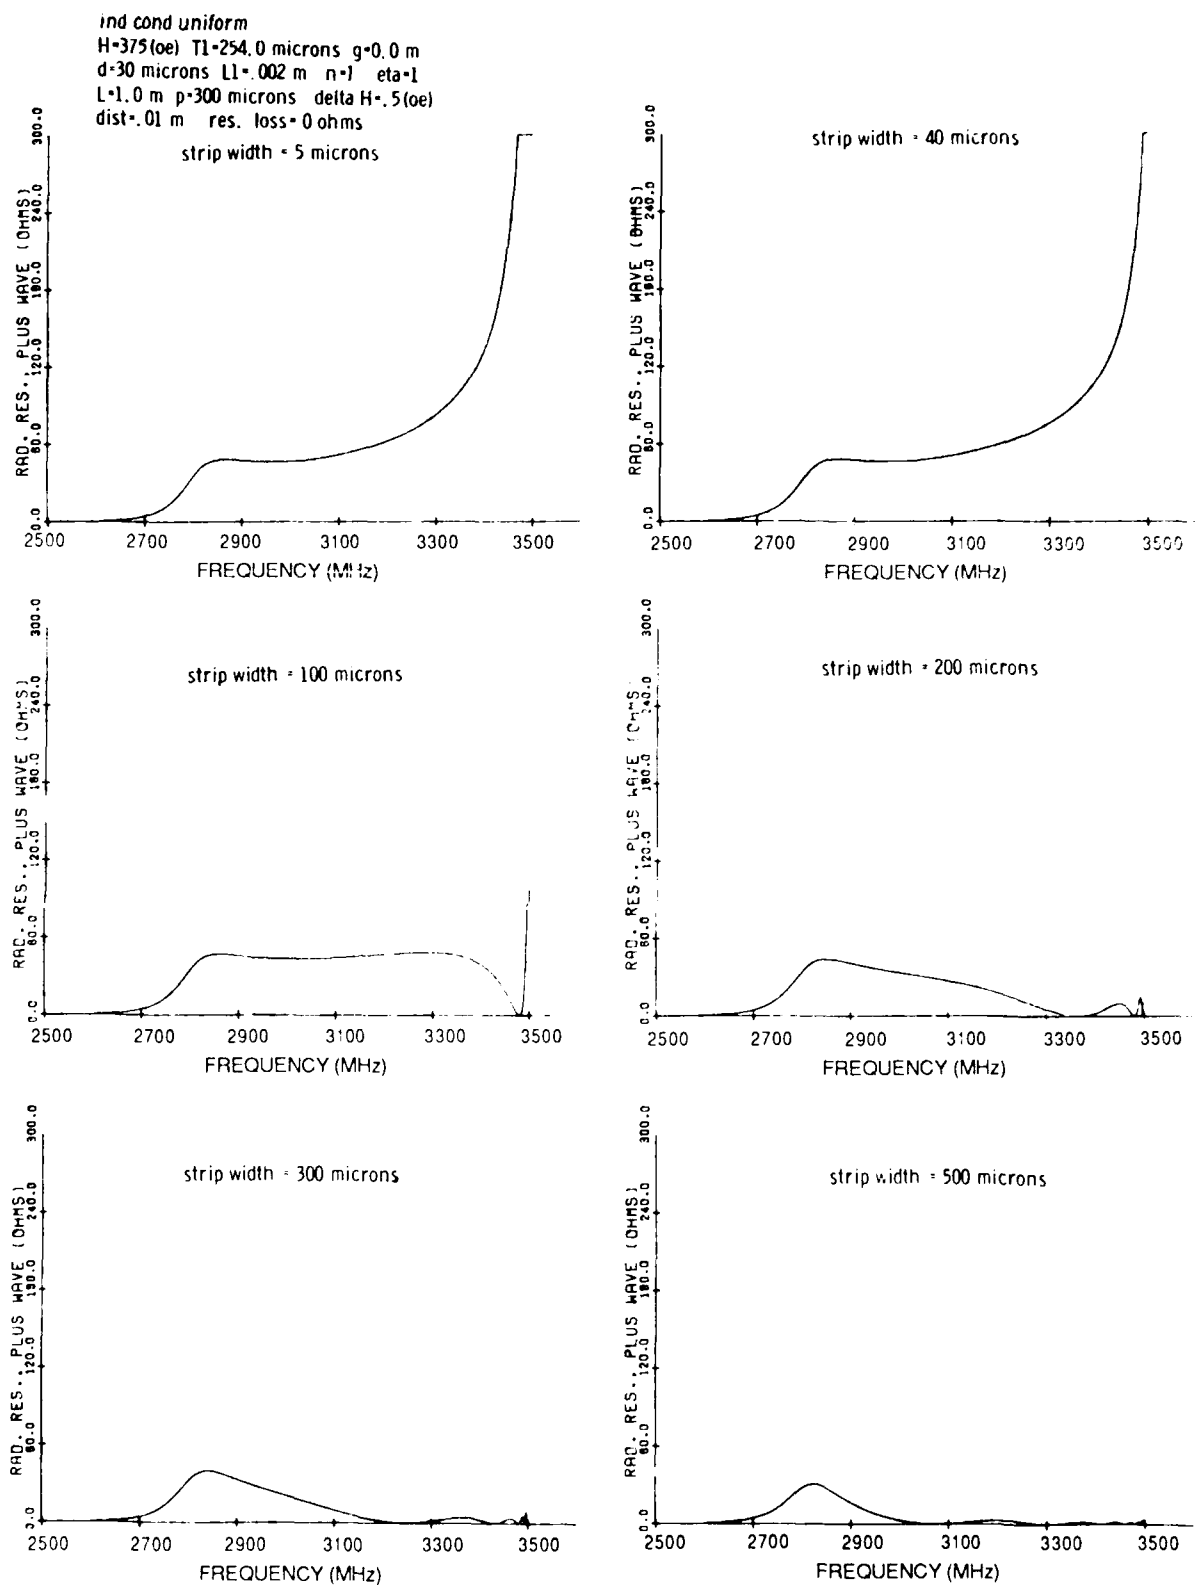 ind cond uniform
H=375(oe) T1=254.0 microns g=0.0 m
d=30 microns L1=.002 m n=1 eta=1
L=1.0 m p=300 microns delta H=.5(oe)
dist=.01 m res. loss= 0 ohms
strip width = 5 microns
RAD. RES., PLUS WAVE (OHMS)
300.0
240.0
180.0
120.0
60.0
0.0
2500 2700 2900 3100 3300 3500
FREQUENCY (MHz)
strip width = 40 microns
RAD. RES., PLUS WAVE (OHMS)
300.0
240.0
180.0
120.0
60.0
0.0
2500 2700 2900 3100 3300 3500
FREQUENCY (MHz)
strip width = 100 microns
RAD. RES., PLUS WAVE (OHMS)
300.0
240.0
180.0
120.0
60.0
0.0
2500 2700 2900 3100 3300 3500
FREQUENCY (MHz)
strip width = 200 microns
RAD. RES., PLUS WAVE (OHMS)
300.0
240.0
180.0
120.0
60.0
0.0
2500 2700 2900 3100 3300 3500
FREQUENCY (MHz)
strip width = 300 microns
RAD. RES., PLUS WAVE (OHMS)
300.0
240.0
180.0
120.0
60.0
0.0
2500 2700 2900 3100 3300 3500
FREQUENCY (MHz)
strip width = 500 microns
RAD. RES., PLUS WAVE (OHMS)
300.0
240.0
180.0
120.0
60.0
0.0
2500 2700 2900 3100 3300 3500
FREQUENCY (MHz)